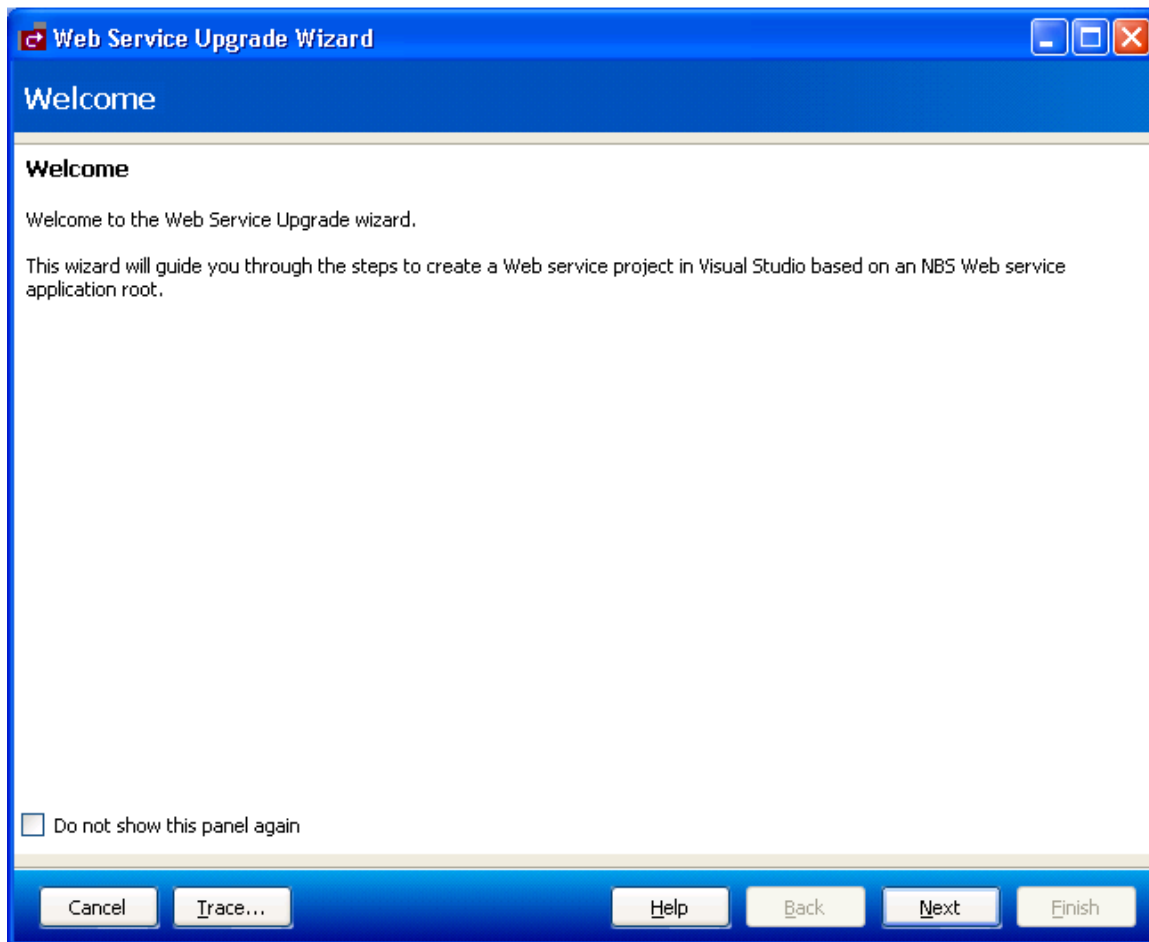 Web Service Upgrade Wizard
Welcome
Welcome
Welcome to the Web Service Upgrade wizard.
This wizard will guide you through the steps to create a Web service project in Visual Studio based on an NBS Web service
application root.
Do not show this panel again
Cancel Trace... Help Back Next Finish